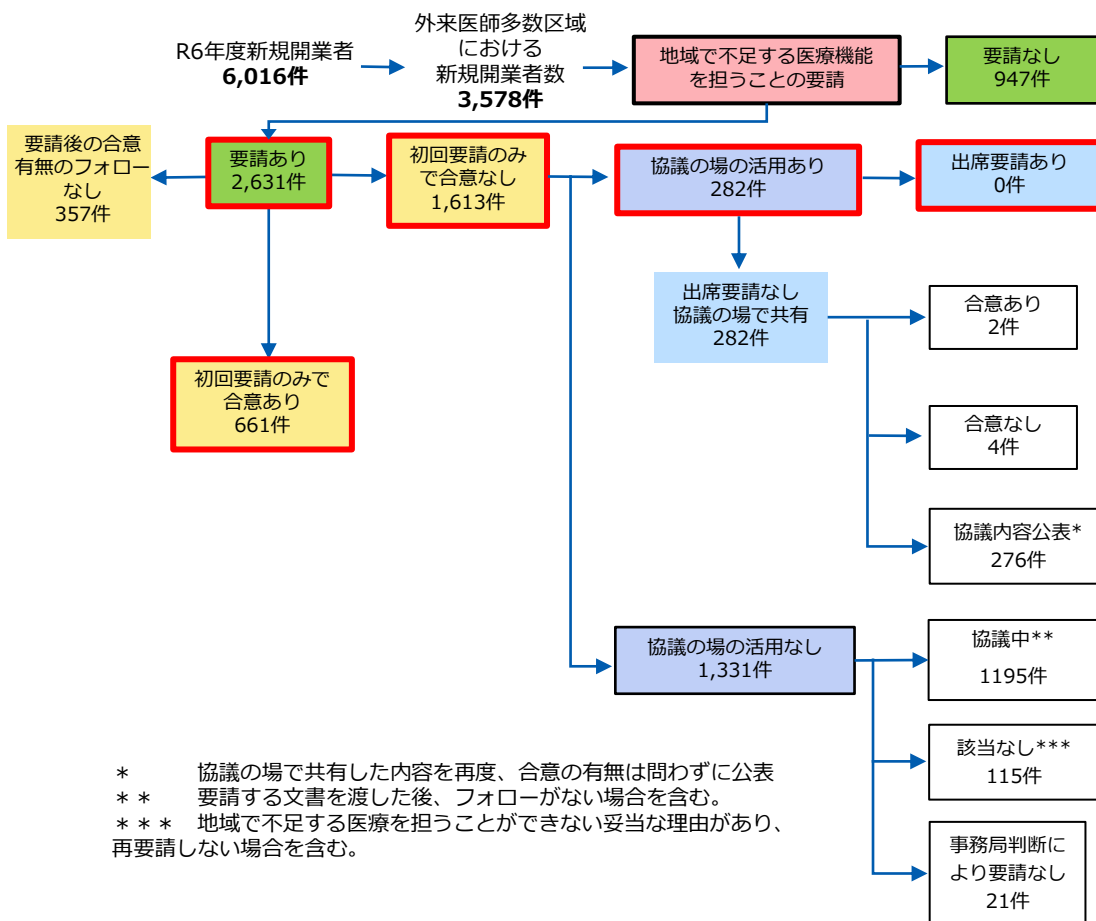 R6年度新規開業者
6,016件
外来医師多数区域
における
新規開業者数
3,578件
地域で不足する医療機能
を担うことの要請
要請なし
947件
要請後の合意
有無のフォロー
なし
357件
要請あり
2,631件
初回要請のみ
で合意なし
1,613件
協議の場の活用あり
282件
出席要請あり
0件
出席要請なし
協議の場で共有
282件
合意あり
2件
初回要請のみで
合意あり
661件
合意なし
4件
協議内容公表*
276件
協議の場の活用なし
1,331件
協議中**
1195件
該当なし***
115件
事務局判断に
より要請なし
21件
* 協議の場で共有した内容を再度、合意の有無は問わずに公表
** 要請する文書を渡した後、フォローがない場合を含む。
*** 地域で不足する医療を担うことができない妥当な理由があり、
再要請しない場合を含む。